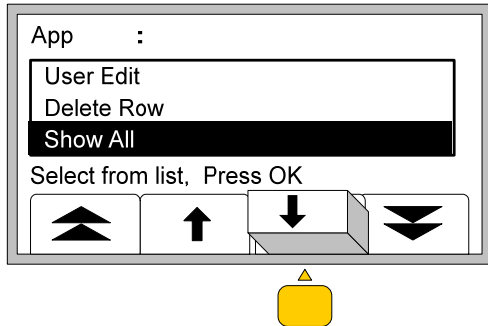 App :
User Edit
Delete Row
Show All
Select from list, Press OK